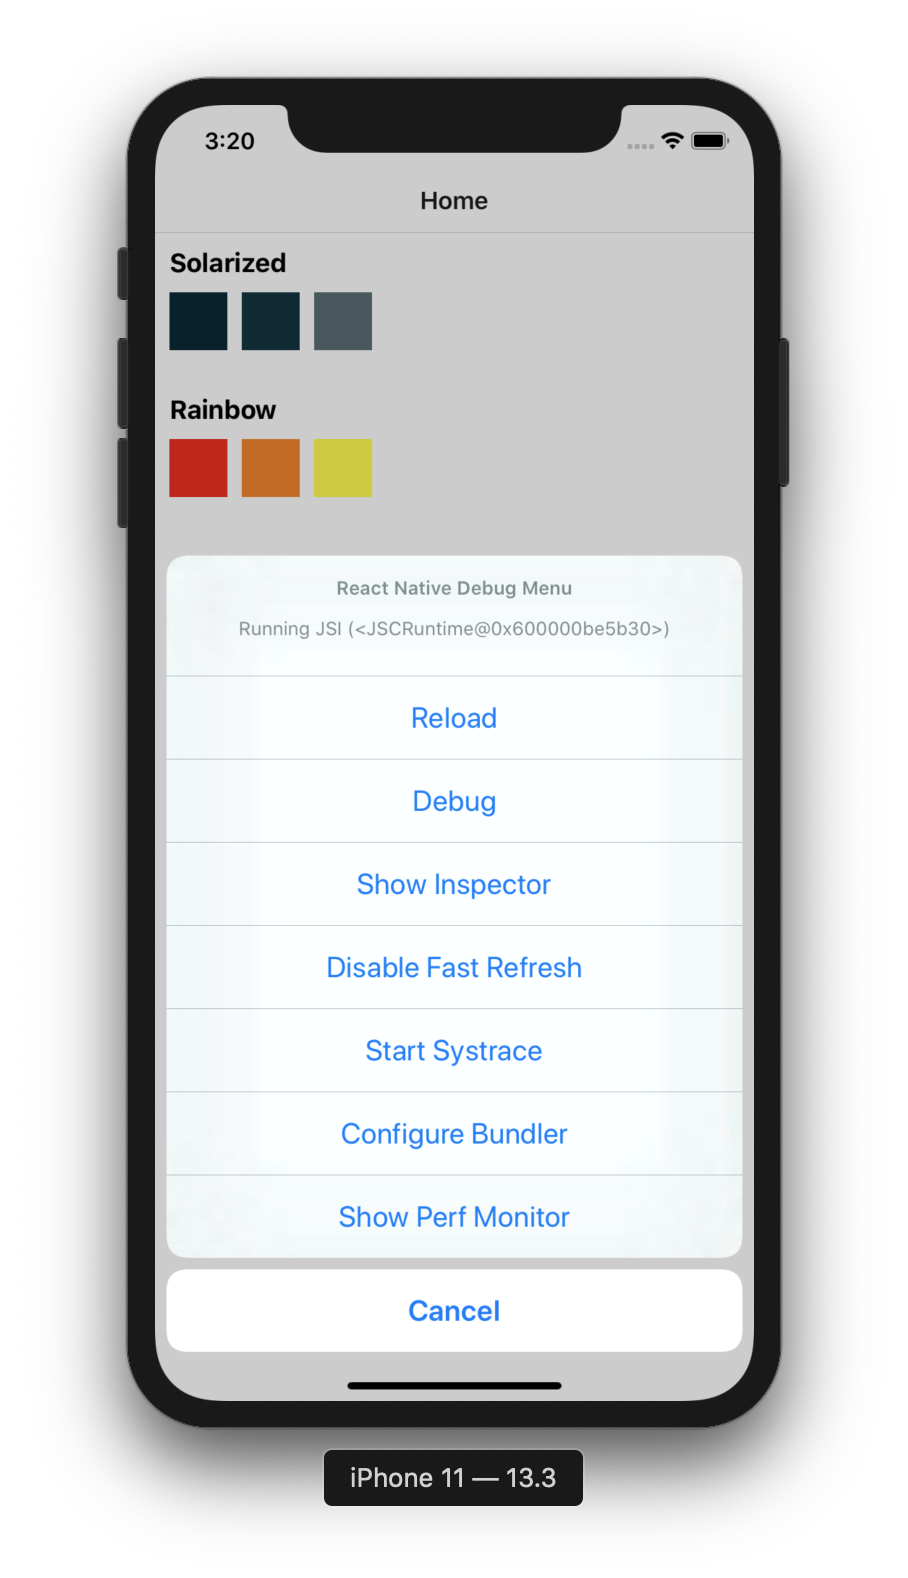 3:20
Home
Solarized
Rainbow
React Native Debug Menu
Running JSI (<JSCRuntime@0x600000be5b30>)
Reload
Debug
Show Inspector
Disable Fast Refresh
Start Systrace
Configure Bundler
Show Perf Monitor
Cancel
iPhone 11 — 13.3